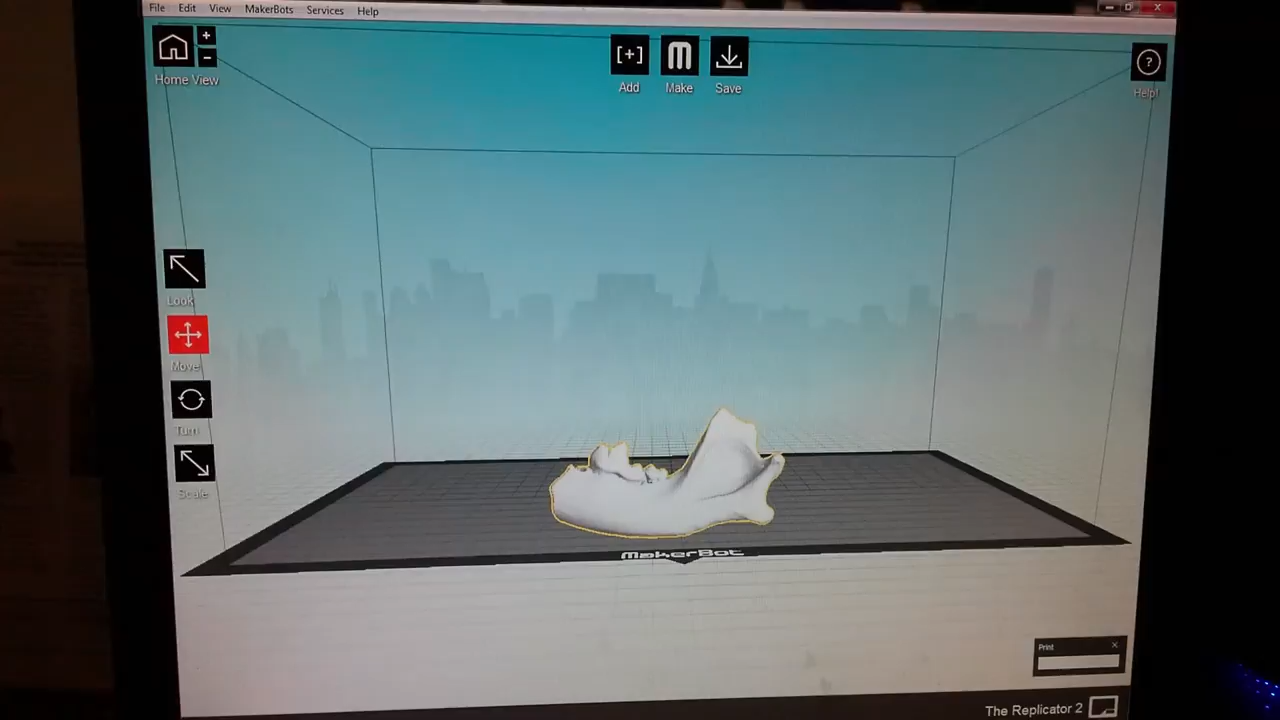 File Edit View MakerBots Services Help
+
-
Home View
[+] M ?
Add Make Save
Help!
Look
Move
Turn
Scale
MakerBot
Print ×
The Replicator 2